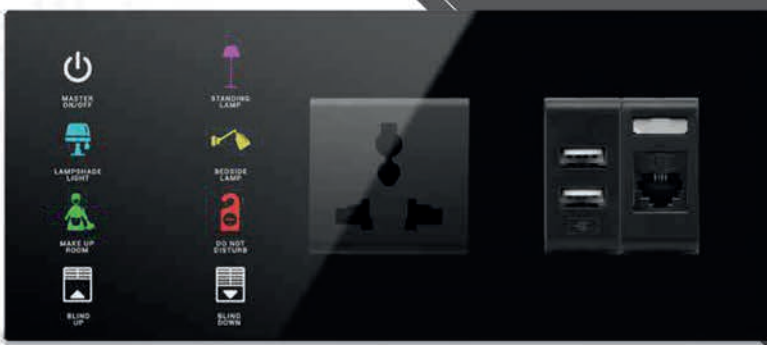 MASTER
ON/OFF
STANDING
LAMP
LAMPSHADE
LIGHT
BEDSIDE
LAMP
MAKE UP
ROOM
DO NOT
DISTURB
BLIND
UP
BLIND
DOWN